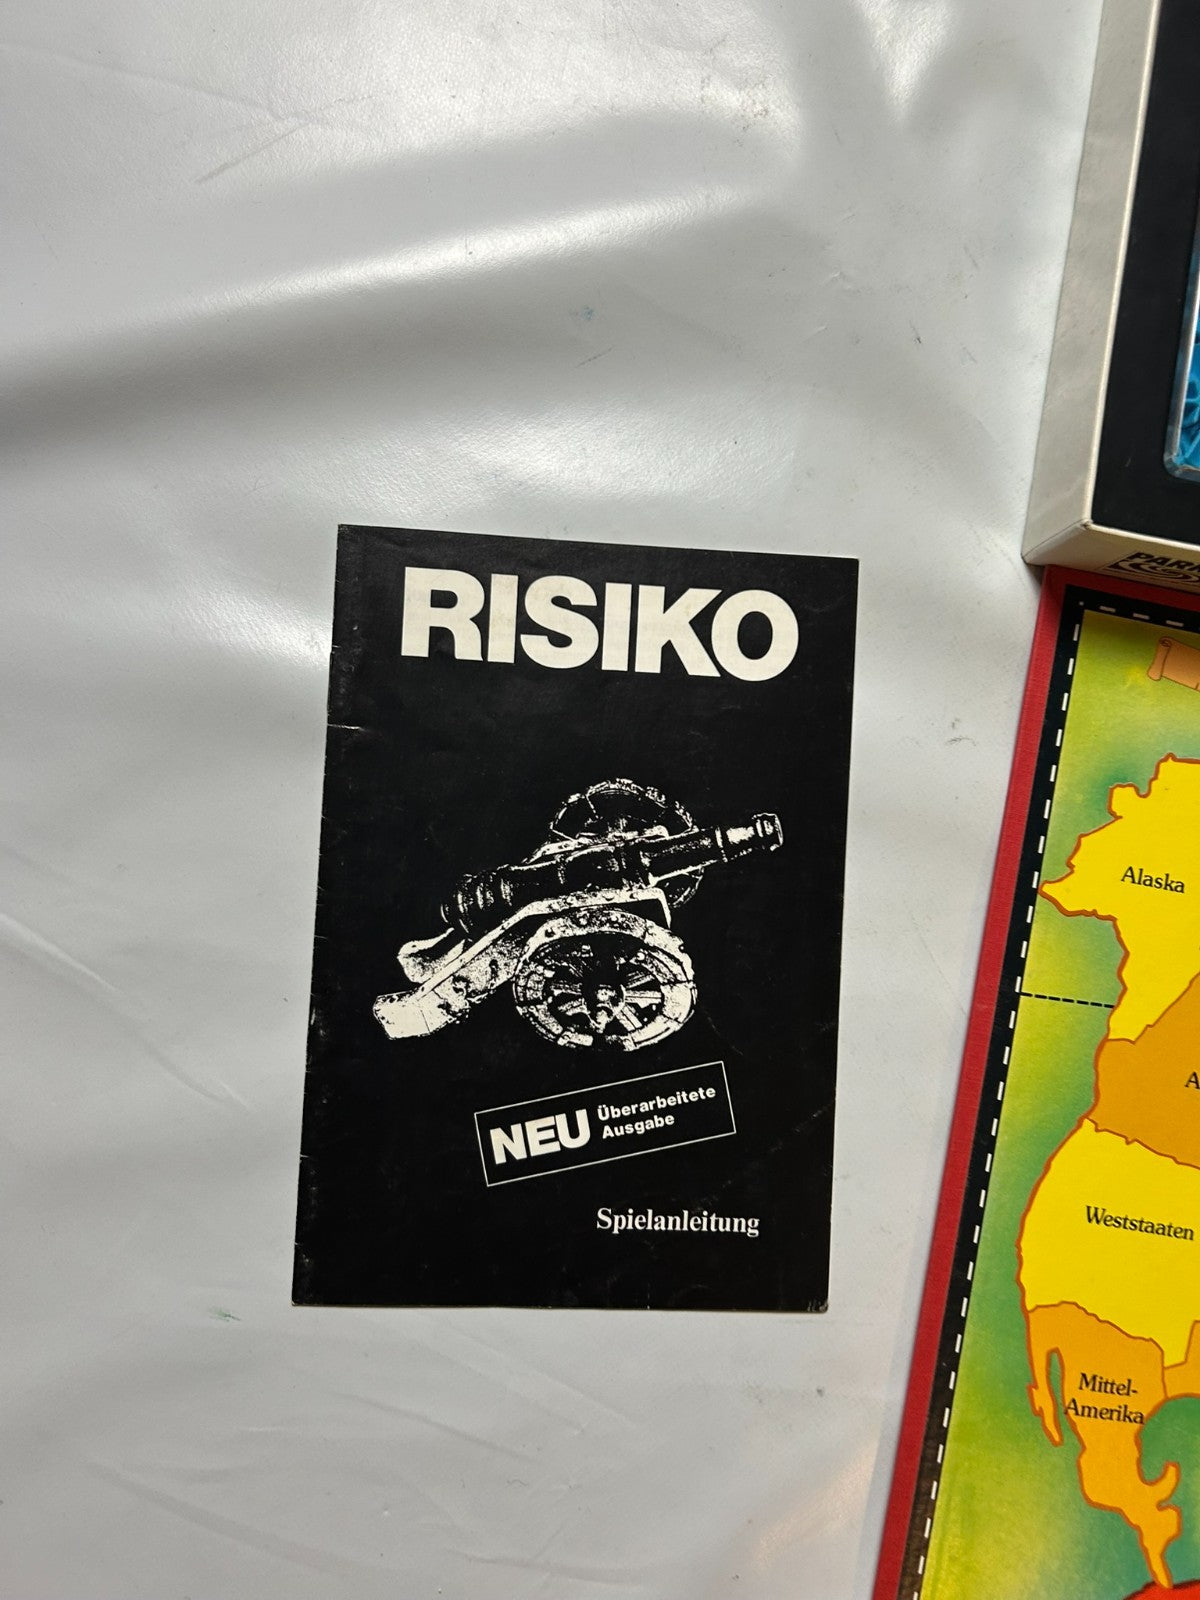 RISIKO
NEU
Überarbeitete
Ausgabe
Spielanleitung
Alaska
Weststaaten
Mittel-
Amerika